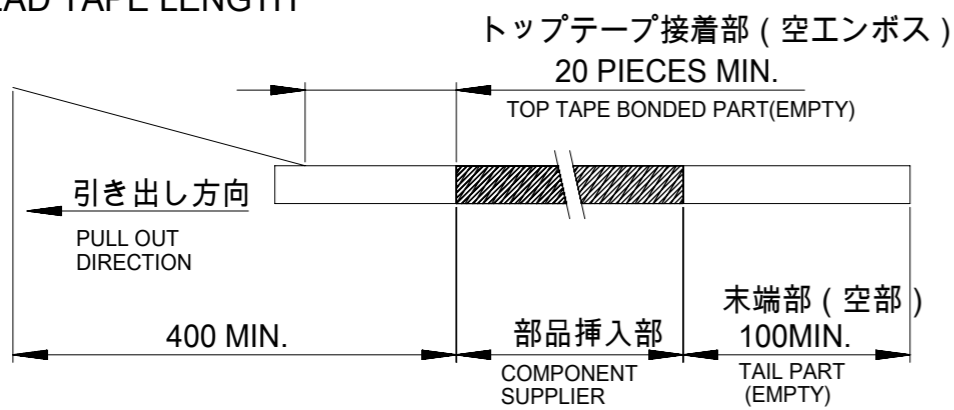 EAD TAPE LENGTH
トップテープ接着部 ( 空エンボス )
20 PIECES MIN.
TOP TAPE BONDED PART(EMPTY)
引き出し方向
PULL OUT
DIRECTION
400 MIN.
部品挿入部
COMPONENT
SUPPLIER
末端部 ( 空部 )
100MIN.
TAIL PART
(EMPTY)